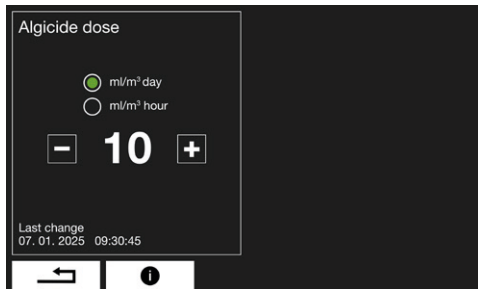 Algicide dose
ml/m³ day
ml/m³ hour
10
Last change
07. 01. 2025 09:30:45